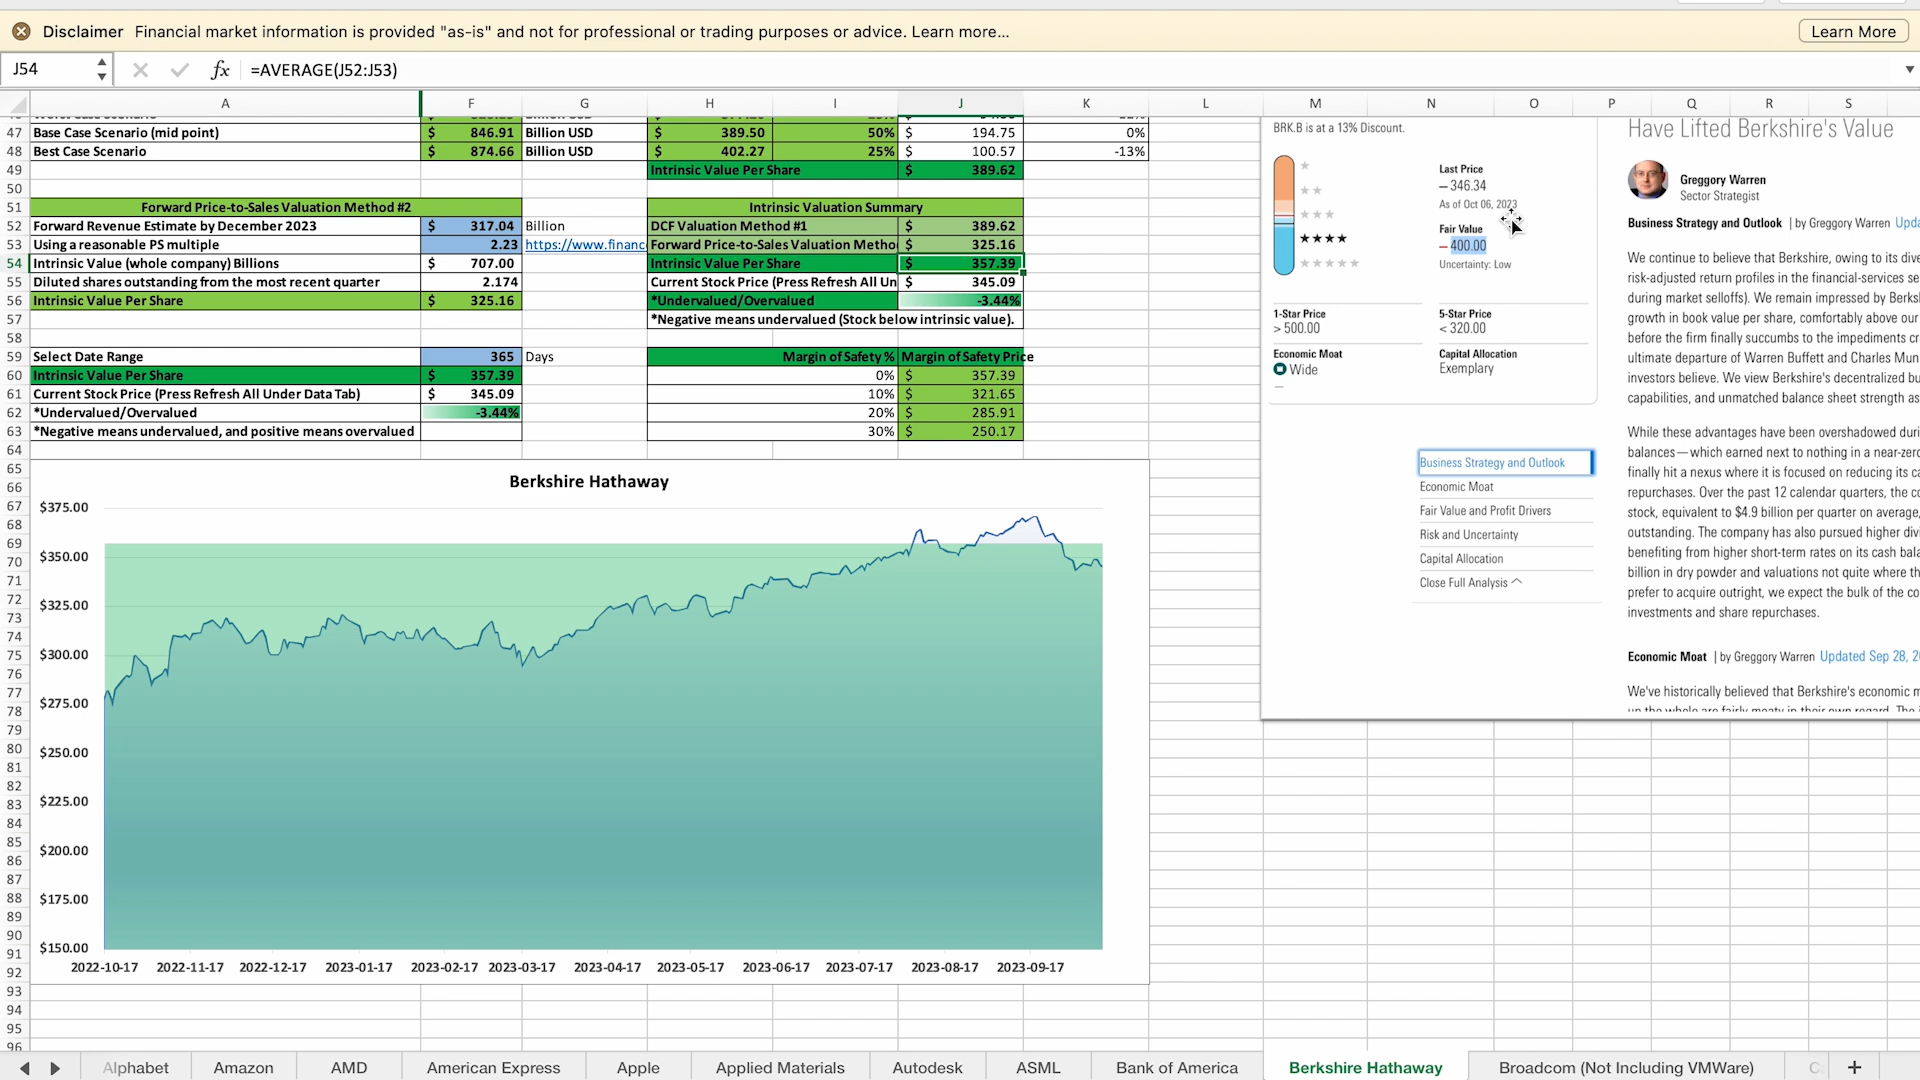 Disclaimer Financial market information is provided "as-is" and not for professional or trading purposes or advice. Learn more...
Learn More
J54 fx =AVERAGE(J52:J53)
A F G H I J K L M N O P Q R S
47 Base Case Scenario (mid point) $ 846.91 Billion USD $ 389.50 50% $ 194.75 0%
48 Best Case Scenario $ 874.66 Billion USD $ 402.27 25% $ 100.57 -13%
49 Intrinsic Value Per Share $ 389.62
50
51 Forward Price-to-Sales Valuation Method #2 Intrinsic Valuation Summary
52 Forward Revenue Estimate by December 2023 $ 317.04 Billion DCF Valuation Method #1 $ 389.62
53 Using a reasonable PS multiple 2.23 https://www.financ Forward Price-to-Sales Valuation Metho $ 325.16
54 Intrinsic Value (whole company) Billions $ 707.00 Intrinsic Value Per Share $ 357.39
55 Diluted shares outstanding from the most recent quarter 2.174 Current Stock Price (Press Refresh All Un $ 345.09
56 Intrinsic Value Per Share $ 325.16 *Undervalued/Overvalued -3.44%
57 *Negative means undervalued (Stock below intrinsic value).
58
59 Select Date Range 365 Days Margin of Safety % Margin of Safety Price
60 Intrinsic Value Per Share $ 357.39 0% $ 357.39
61 Current Stock Price (Press Refresh All Under Data Tab) $ 345.09 10% $ 321.65
62 *Undervalued/Overvalued -3.44% 20% $ 285.91
63 *Negative means undervalued, and positive means overvalued 30% $ 250.17
64
65
66
67
68
69
70
71
72
73
74
75
76
77
78
79
80
81
82
83
84
85
86
87
88
89
90
91
92
93
94
95
96
Berkshire Hathaway
$375.00
$350.00
$325.00
$300.00
$275.00
$250.00
$225.00
$200.00
$175.00
$150.00
2022-10-17 2022-11-17 2022-12-17 2023-01-17 2023-02-17 2023-03-17 2023-04-17 2023-05-17 2023-06-17 2023-07-17 2023-08-17 2023-09-17
BRK.B is at a 13% Discount.
Last Price
346.34
As of Oct 06, 2023
Fair Value
400.00
Uncertainty: Low
1-Star Price
> 500.00
5-Star Price
< 320.00
Economic Moat
Wide
Capital Allocation
Exemplary
Business Strategy and Outlook
Economic Moat
Fair Value and Profit Drivers
Risk and Uncertainty
Capital Allocation
Close Full Analysis
Have Lifted Berkshire's Value
Greggory Warren
Sector Strategist
Business Strategy and Outlook | by Greggory Warren Upda
We continue to believe that Berkshire, owing to its dive
risk-adjusted return profiles in the financial-services se
during market selloffs). We remain impressed by Berks
growth in book value per share, comfortably above our
before the firm finally succumbs to the impediments cr
ultimate departure of Warren Buffett and Charles Mun
investors believe. We view Berkshire's decentralized bu
capabilities, and unmatched balance sheet strength as
While these advantages have been overshadowed duri
balances—which earned next to nothing in a near-zero
finally hit a nexus where it is focused on reducing its ca
repurchases. Over the past 12 calendar quarters, the co
stock, equivalent to $4.9 billion per quarter on average,
outstanding. The company has also pursued higher divi
benefiting from higher short-term rates on its cash bala
billion in dry powder and valuations not quite where th
prefer to acquire outright, we expect the bulk of the co
investments and share repurchases.
Economic Moat | by Greggory Warren Updated Sep 28, 2
We've historically believed that Berkshire's economic m
Alphabet Amazon AMD American Express Apple Applied Materials Autodesk ASML Bank of America Berkshire Hathaway Broadcom (Not Including VMWare)